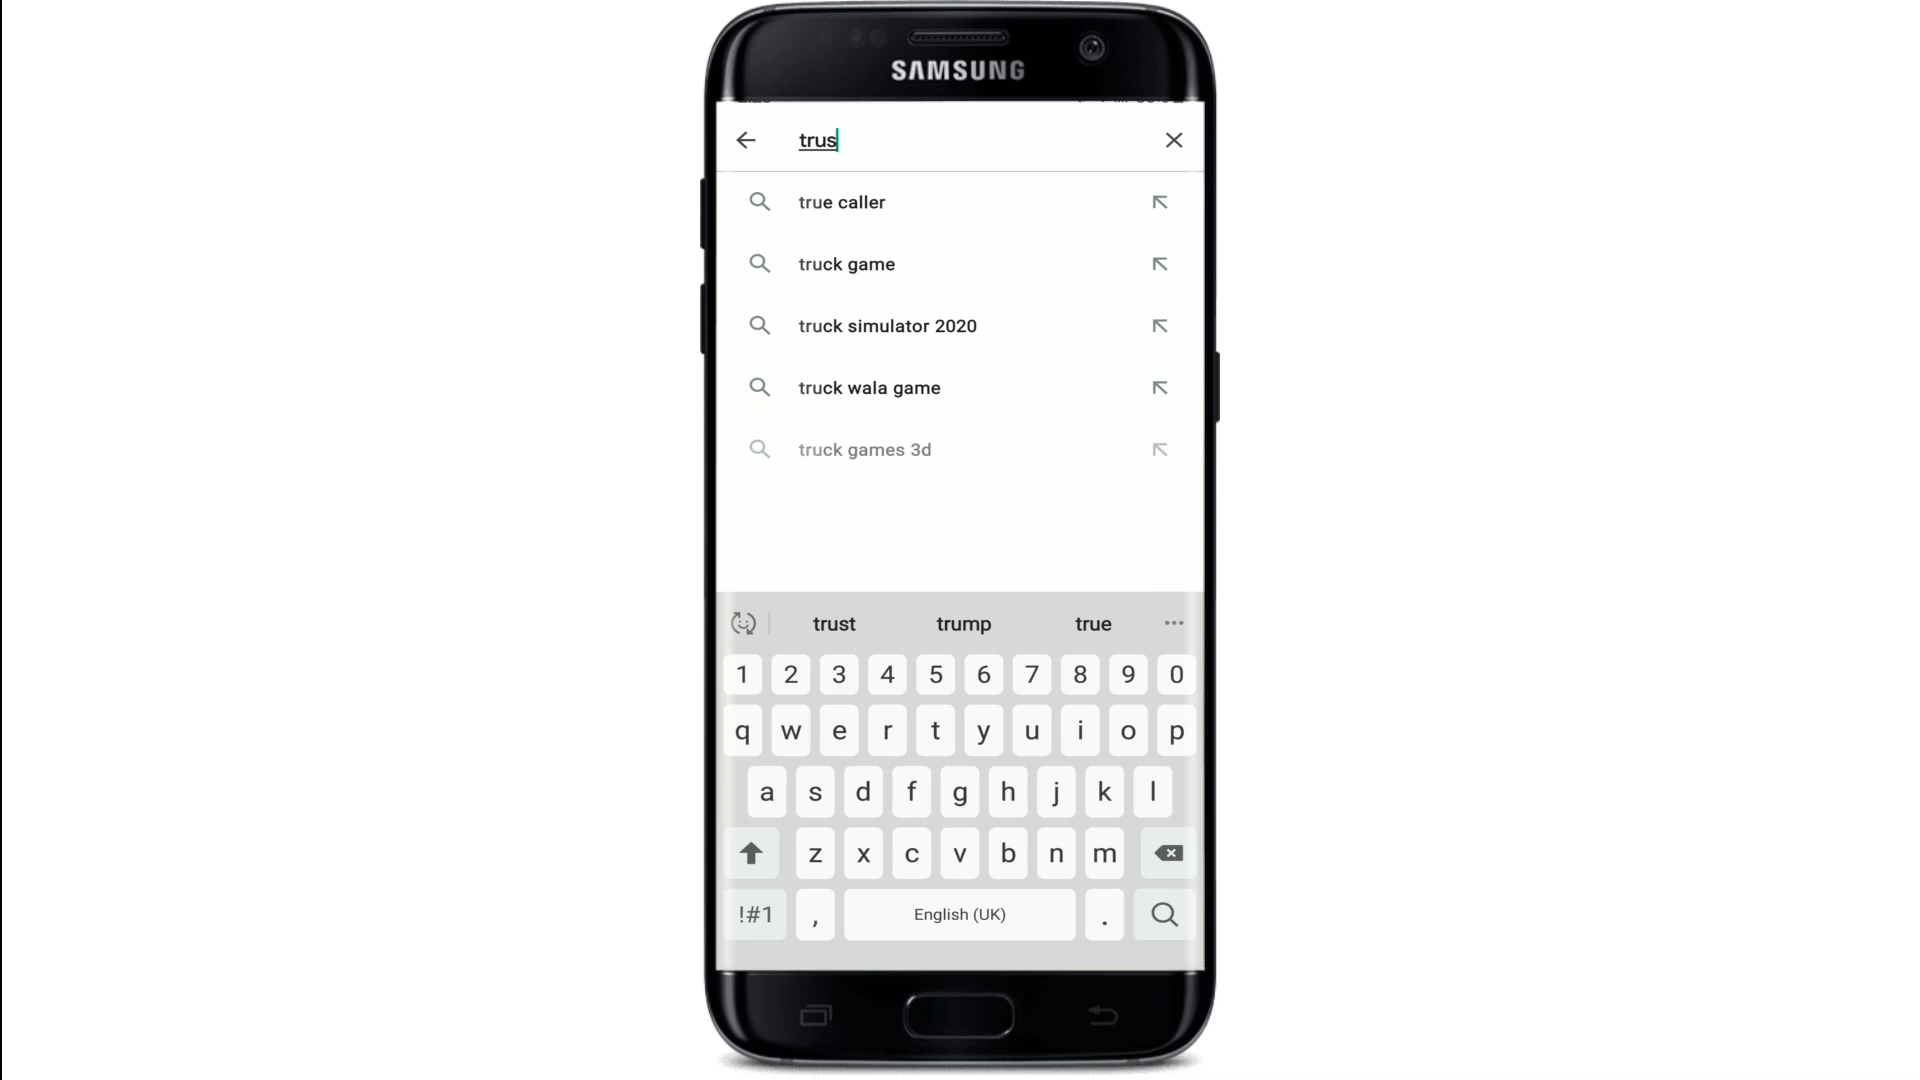 SAMSUNG
trus
true caller
truck game
truck simulator 2020
truck wala game
truck games 3d
trust trump true
1 2 3 4 5 6 7 8 9 0
q w e r t y u i o p
a s d f g h j k l
z x c v b n m
!#1 , English (UK) .